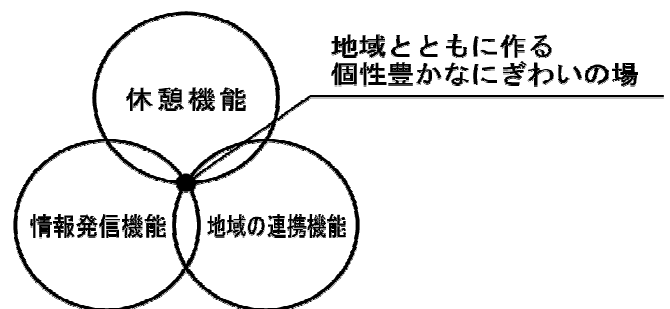 地域とともに作る
個性豊かなにぎわいの場
休憩機能
情報発信機能
地域の連携機能